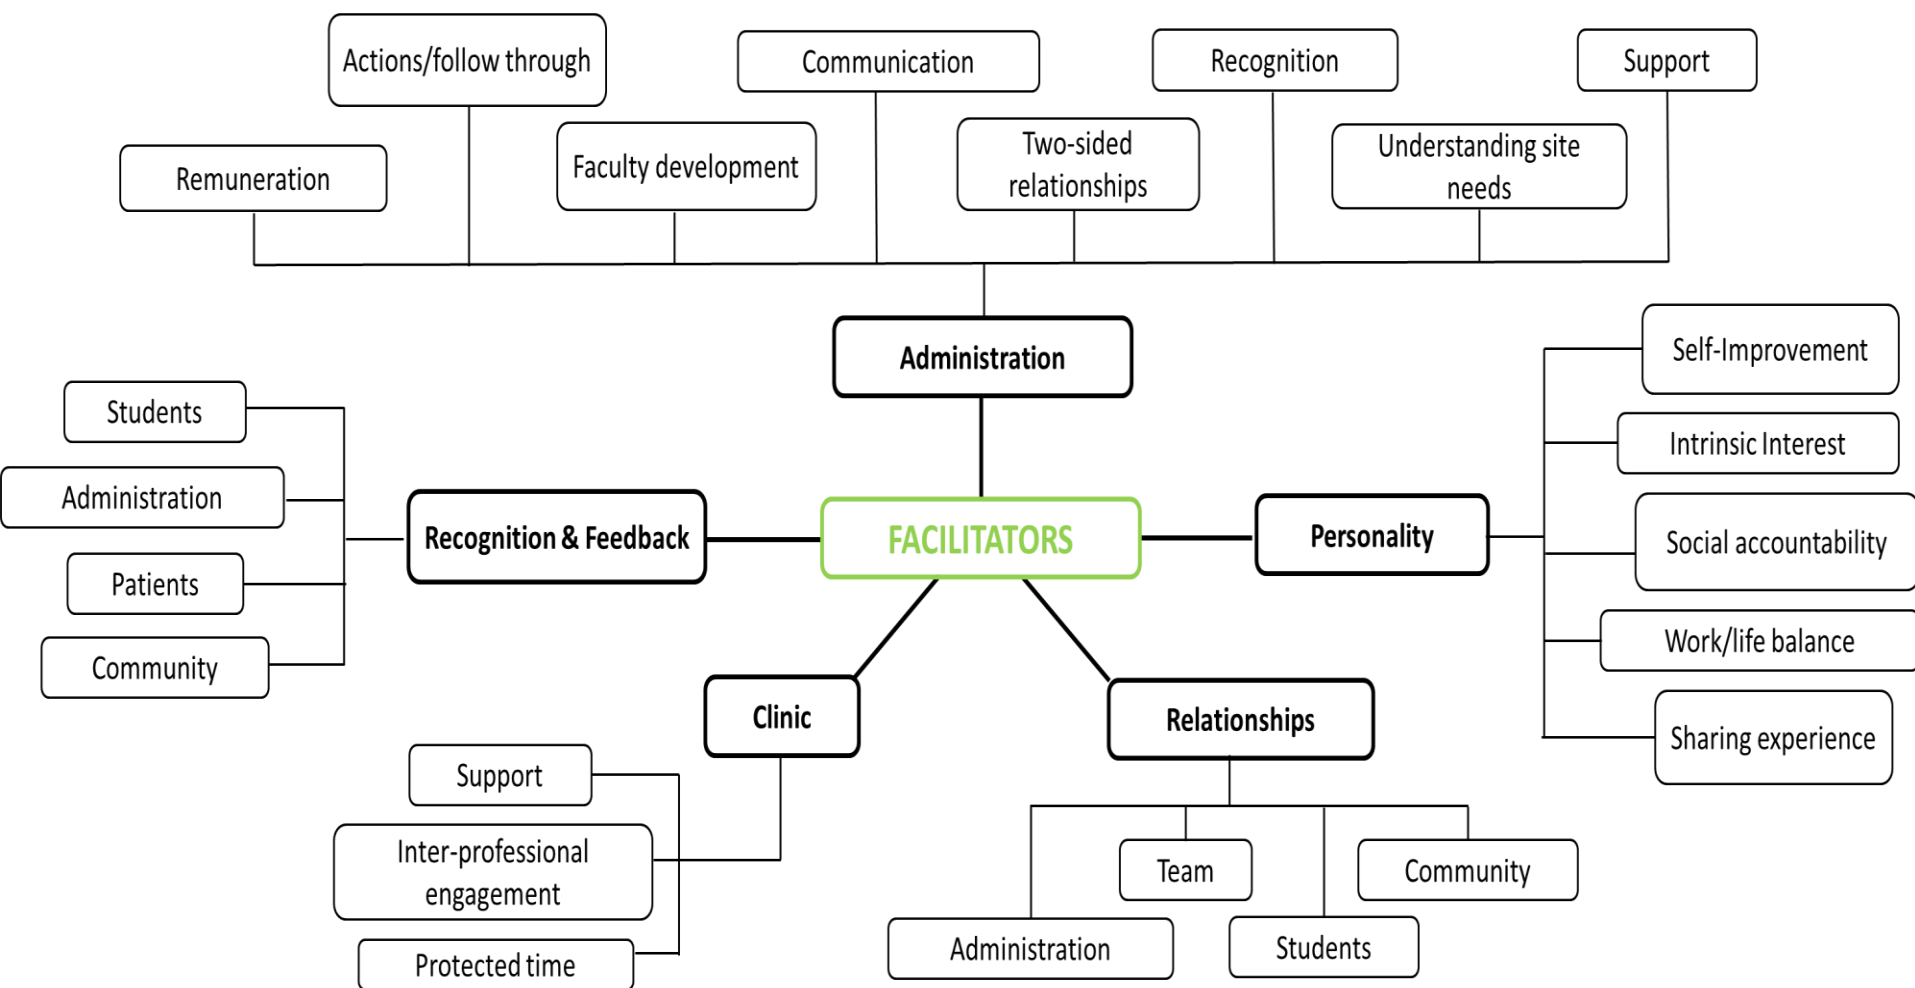 Actions/follow through
Communication
Recognition
Support
Remuneration
Faculty development
Two-sided
relationships
Understanding site
needs
Administration
Students
Administration
Patients
Community
Recognition & Feedback
FACILITATORS
Personality
Self-Improvement
Intrinsic Interest
Social accountability
Work/life balance
Sharing experience
Clinic
Support
Inter-professional
engagement
Protected time
Relationships
Team
Community
Administration
Students